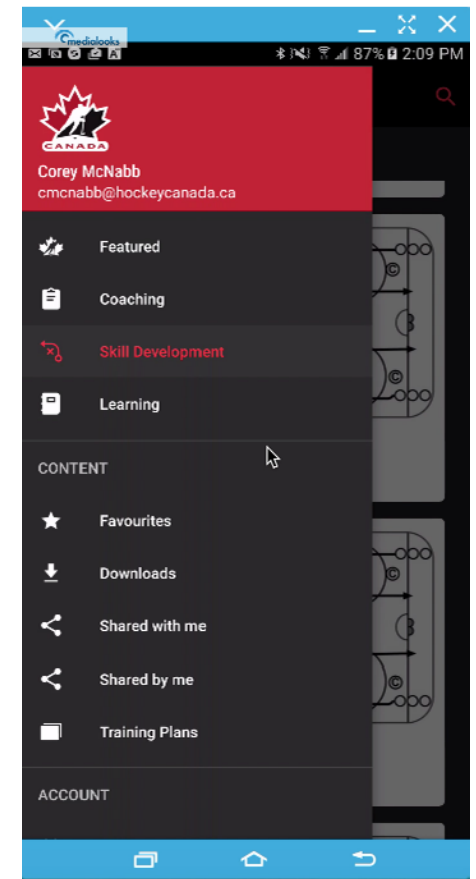 medialooks
87% 2:09 PM
CANADA
Corey McNabb
cmcnabb@hockeycanada.ca
Featured
Coaching
Skill Development
Learning
CONTENT
Favourites
Downloads
Shared with me
Shared by me
Training Plans
ACCOUNT
C
C
C
C